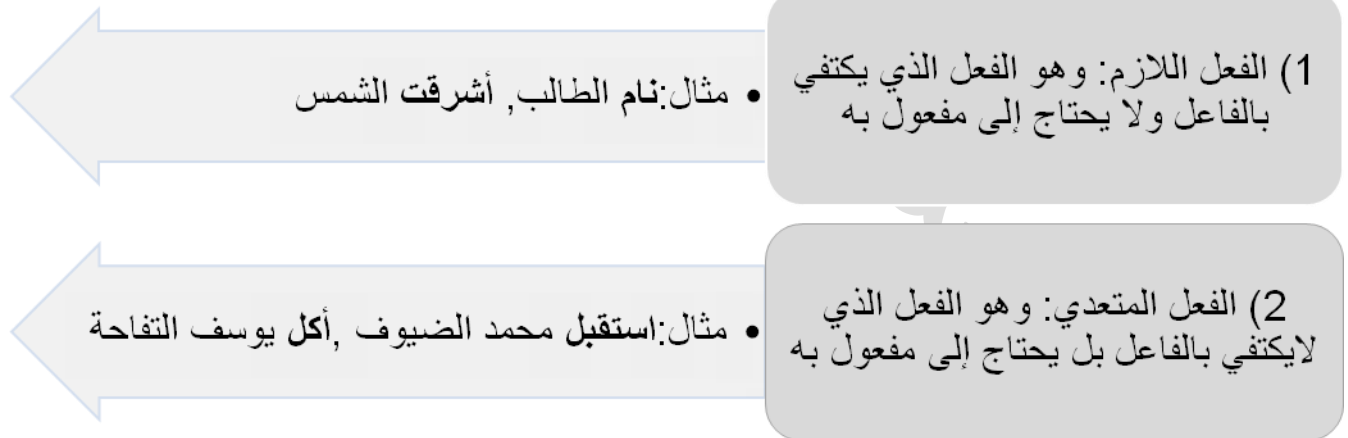 1) الفعل اللازم: وهو الفعل الذي يكتفي
بالفاعل ولا يحتاج إلى مفعول به
• مثال:نام الطالب, أشرقت الشمس
2) الفعل المتعدي: وهو الفعل الذي
لايكتفي بالفاعل بل يحتاج إلى مفعول به
• مثال:استقبل محمد الضيوف ,أكل يوسف التفاحة